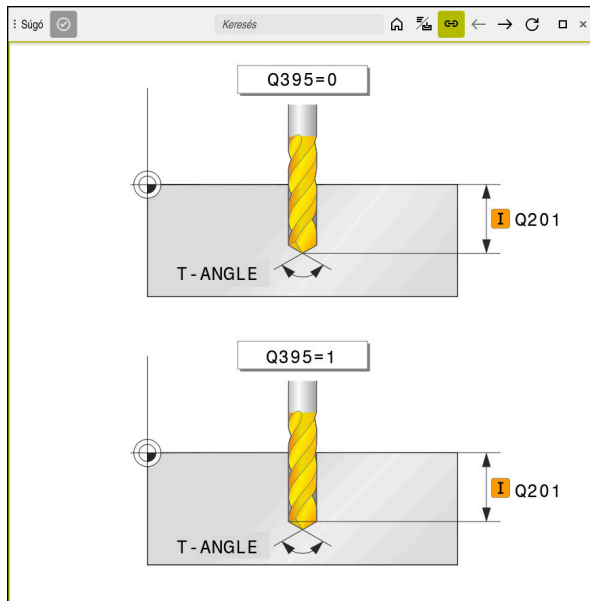 Súgó
Keresés
Q395=0
I Q201
T-ANGLE
Q395=1
I Q201
T-ANGLE